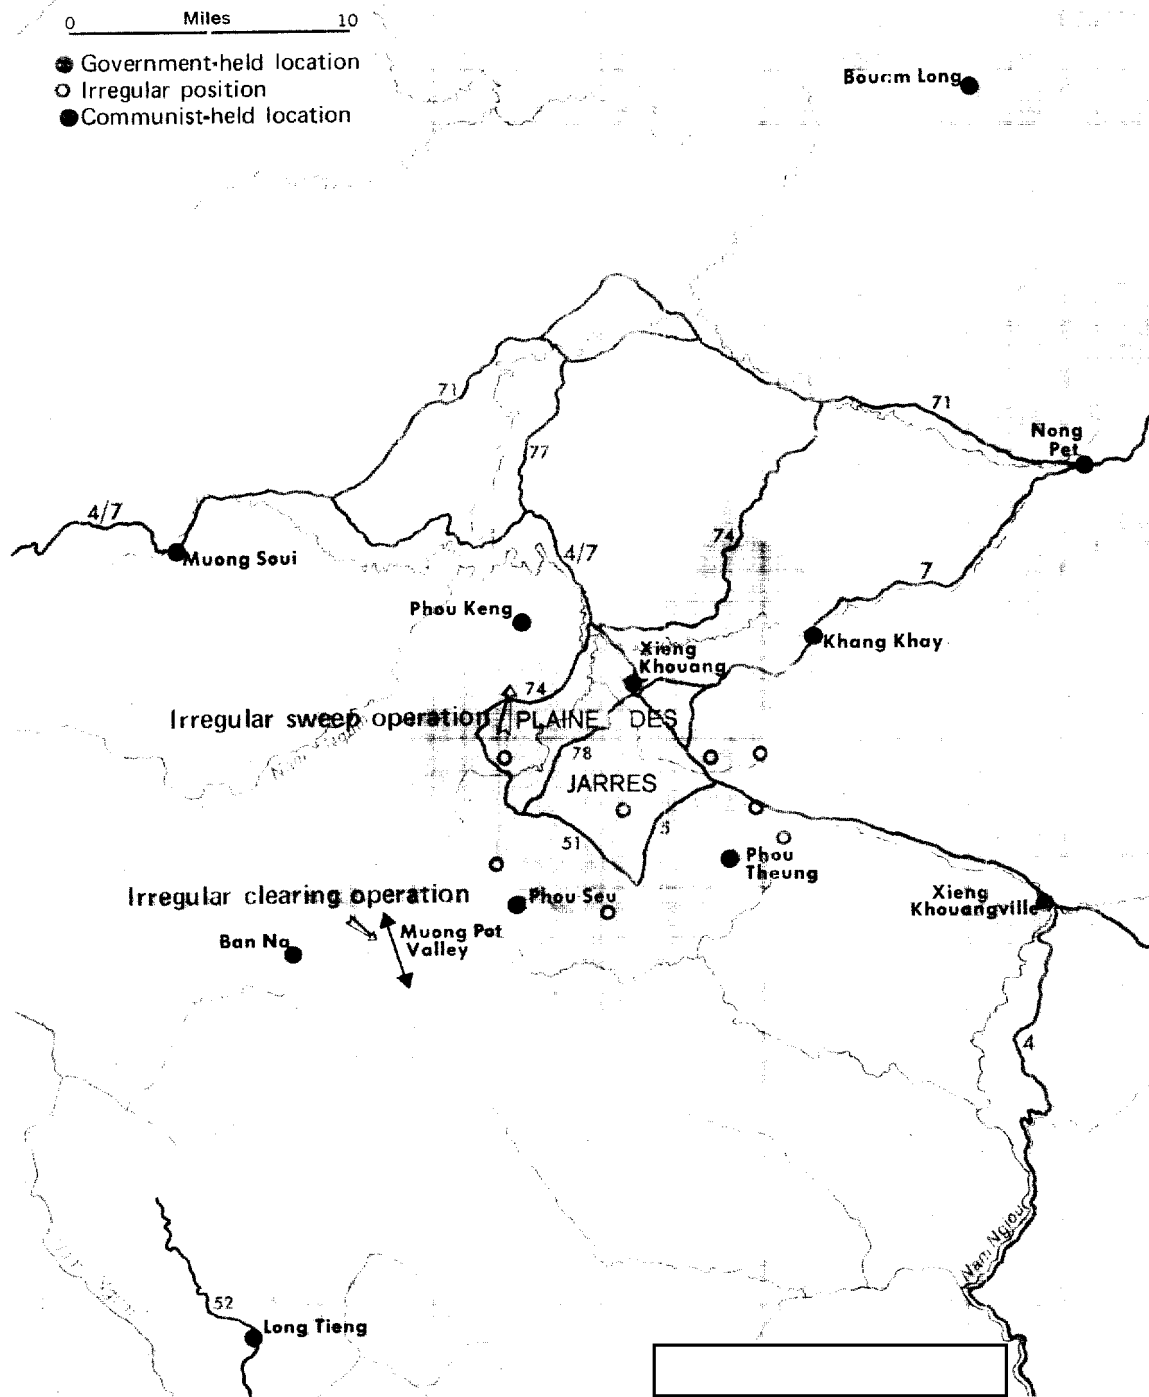 Miles
0 10
Government-held location
Irregular position
Communist-held location
Bouam Long
71
71
Nong
Pet
77
4/7
74
4/7
Muong Soui
7
Phou Keng
Khang Khay
Xieng
Khouang
74
Irregular sweep operation
PLAINE DES
78
JARRES
5
51
Phou
Theung
Irregular clearing operation
Phou Seu
Xieng
Khouangville
Muong Pot
Valley
Ban Na
4
Nam Ngiou
52
Long Tieng